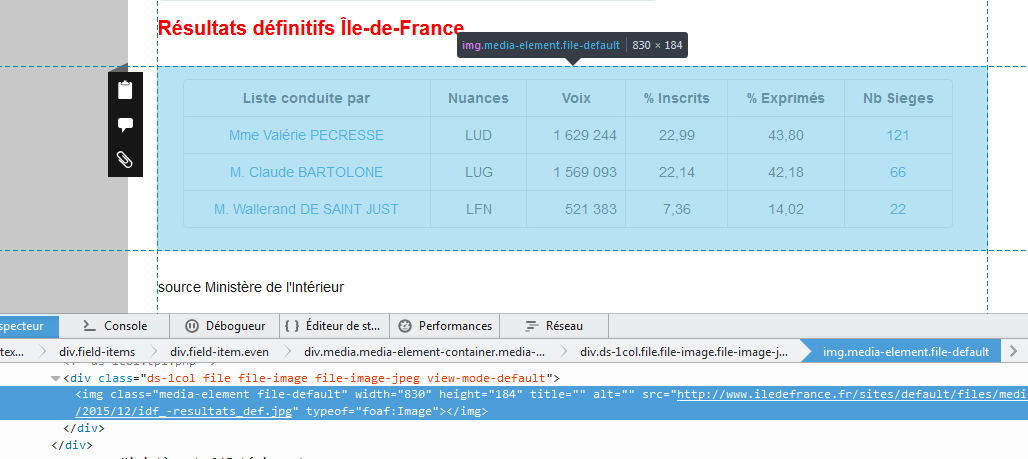 Résultats définitifs Île-de-France
img.media-element.file-default 830 × 184
Liste conduite par Nuances Voix % Inscrits % Exprimés Nb Sieges
Mme Valérie PECRESSE LUD 1 629 244 22,99 43,80 121
M. Claude BARTOLONE LUG 1 569 093 22,14 42,18 66
M. Wallerand DE SAINT JUST LFN 521 383 7,36 14,02 22
source Ministère de l'Intérieur
specteur Console Débogueur { } Éditeur de st... Performances Réseau
tex... div.field-items div.field-item.even div.media.media-element-container.media-... div.ds-1col.file.file-image.file-image-j... img.media-element.file-default
<div class="ds-1col file file-image file-image-jpeg view-mode-default">
<img class="media-element file-default" width="830" height="184" title="" alt="" src="http://www.iledefrance.fr/sites/default/files/medi
/2015/12/idf_-resultats_def.jpg" typeof="foaf:Image"></img>
</div>
</div>